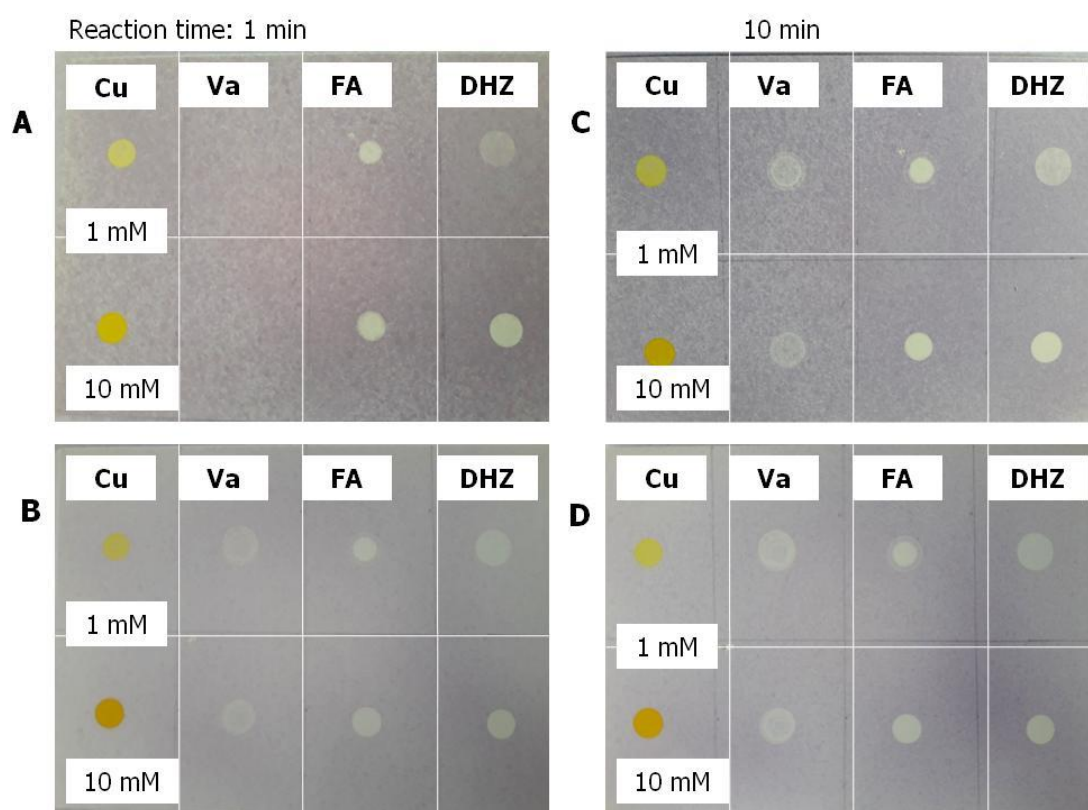 Reaction time: 1 min
10 min
A
Cu Va FA DHZ
1 mM
10 mM
C
Cu Va FA DHZ
1 mM
10 mM
B
Cu Va FA DHZ
1 mM
10 mM
D
Cu Va FA DHZ
1 mM
10 mM